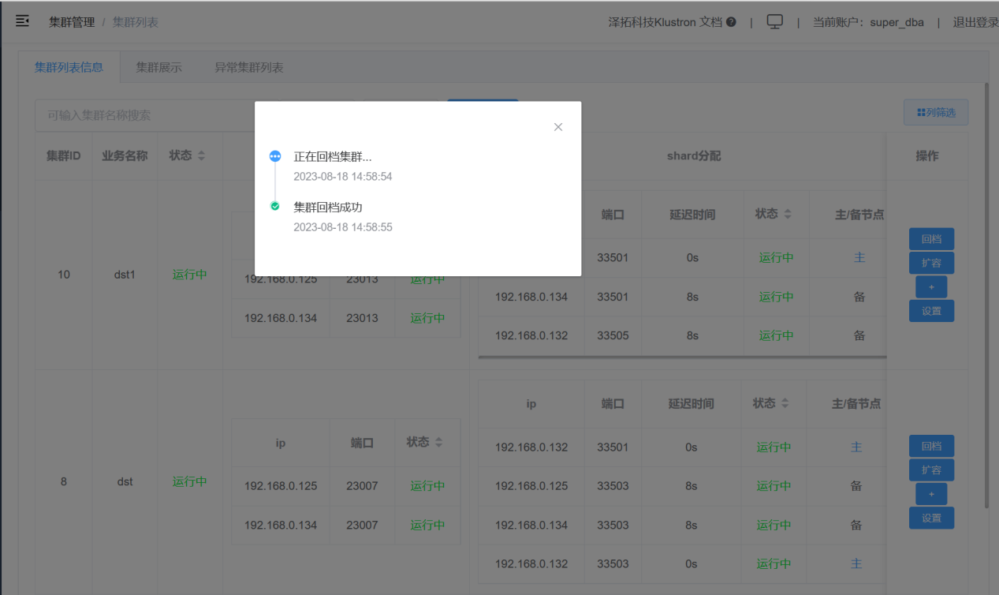 集群管理 / 集群列表 泽拓科技Klustron 文档 ? | | 当前账户：super_dba | 退出登录
集群列表信息 集群展示 异常集群列表
可输入集群名称搜索 列筛选
正在回档集群...
2023-08-18 14:58:54
集群回档成功
2023-08-18 14:58:55
集群ID 业务名称 状态 shard分配 操作
端口 延迟时间 状态 主/备节点
33501 0s 运行中 主
10 dst1 运行中
192.168.0.125 23013 运行中
192.168.0.134 33501 8s 运行中 备
192.168.0.134 23013 运行中
192.168.0.132 33505 8s 运行中 备
回档
扩容
+
设置
ip 端口 延迟时间 状态 主/备节点
ip 端口 状态
192.168.0.132 33501 0s 运行中 主
8 dst 运行中
192.168.0.125 23007 运行中
192.168.0.125 33503 8s 运行中 备
192.168.0.134 23007 运行中
192.168.0.134 33503 8s 运行中 备
192.168.0.132 33503 0s 运行中 主
回档
扩容
+
设置